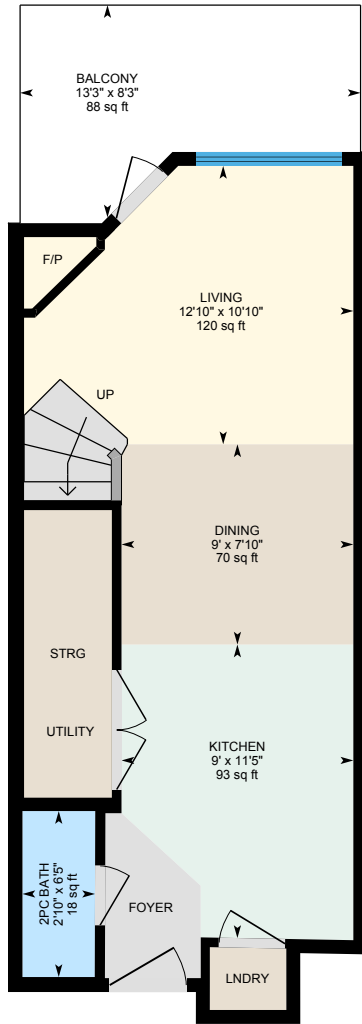 BALCONY
13'3" x 8'3"
88 sq ft
F/P
LIVING
12'10" x 10'10"
120 sq ft
UP
DINING
9' x 7'10"
70 sq ft
STRG
UTILITY
KITCHEN
9' x 11'5"
93 sq ft
2PC BATH
2'10" x 6'5"
18 sq ft
FOYER
LNDRY